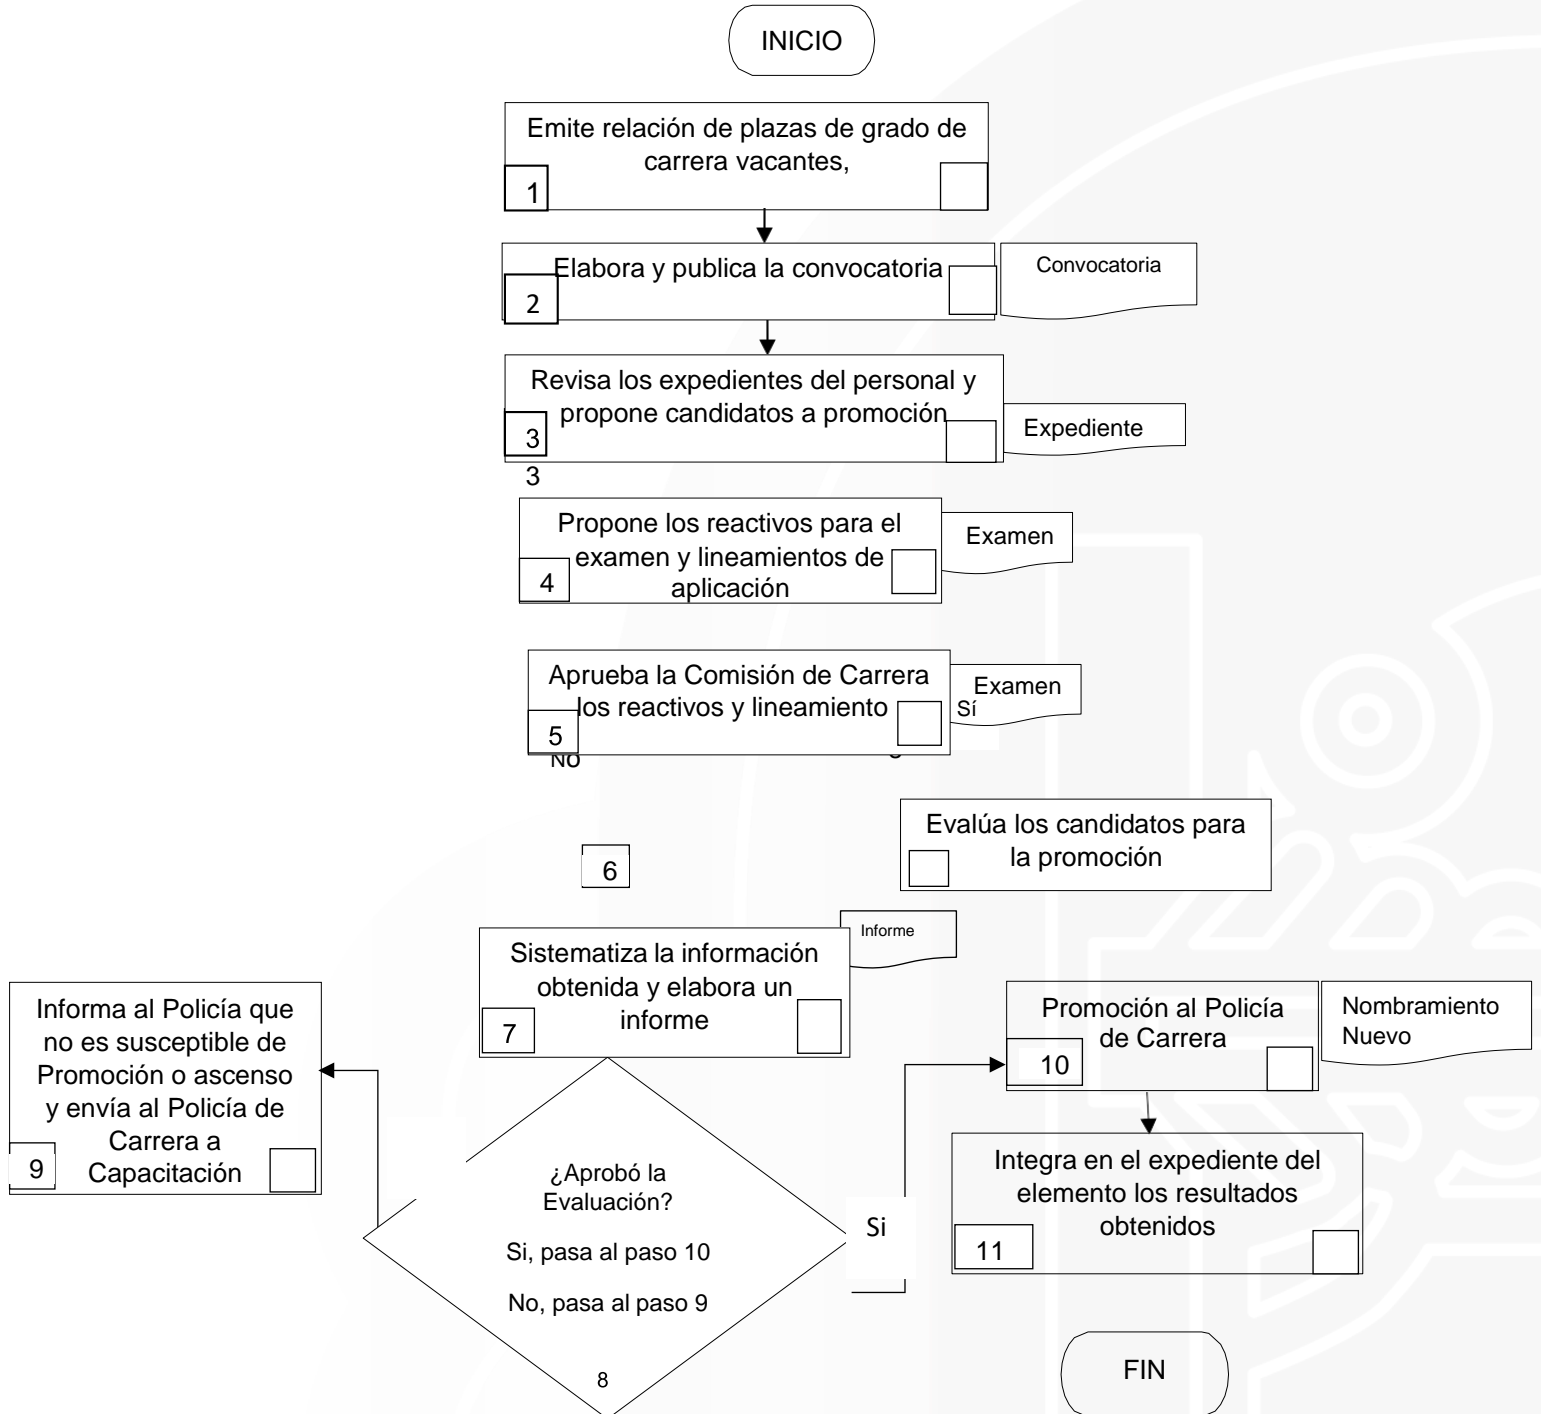 INICIO
Emite relación de plazas de grado de
carrera vacantes,
1
Elabora y publica la convocatoria
2
Convocatoria
Revisa los expedientes del personal y
propone candidatos a promoción
3
Expediente
3
Propone los reactivos para el
examen y lineamientos de
aplicación
4
Examen
Aprueba la Comisión de Carrera
los reactivos y lineamiento
5
Examen
Sí
No
Evalúa los candidatos para
la promoción
6
Informe
Sistematiza la información
obtenida y elabora un
informe
7
Informa al Policía que
no es susceptible de
Promoción o ascenso
y envía al Policía de
Carrera a
Capacitación
9
Promoción al Policía
de Carrera
10
Nombramiento
Nuevo
¿Aprobó la
Evaluación?
Si, pasa al paso 10
No, pasa al paso 9
8
Si
Integra en el expediente del
elemento los resultados
obtenidos
11
FIN